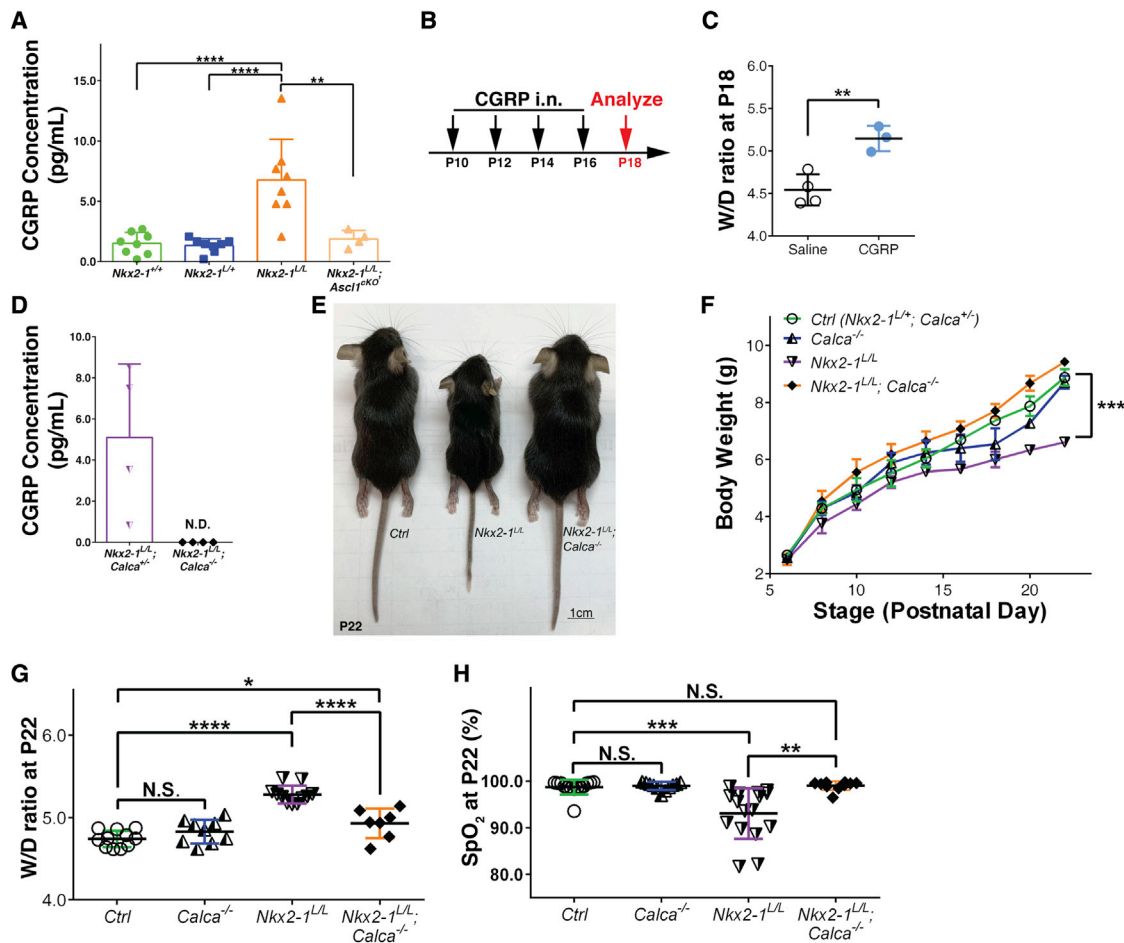 A
CGRP Concentration
(pg/mL)
15.0
10.0
5.0
0.0
****
****
**
Nkx2-1+/+
Nkx2-1L/+
Nkx2-1L/L
Nkx2-1L/L;
Ascl1cKO
B
CGRP i.n.
Analyze
P10
P12
P14
P16
P18
C
W/D ratio at P18
6.0
5.5
5.0
4.5
4.0
**
Saline
CGRP
D
CGRP Concentration
(pg/mL)
10.0
8.0
6.0
4.0
2.0
0.0
N.D.
Nkx2-1L/L;
Calca+/-
Nkx2-1L/L;
Calca-/-
E
Ctrl
Nkx2-1L/L
Nkx2-1L/L;
Calca-/-
1cm
P22
F
Body Weight (g)
10
8
6
4
2
Ctrl (Nkx2-1L/+; Calca+/-)
Calca-/-
Nkx2-1L/L
Nkx2-1L/L; Calca-/-
***
5
10
15
20
Stage (Postnatal Day)
G
W/D ratio at P22
6.0
5.0
4.0
*
****
****
N.S.
Ctrl
Calca-/-
Nkx2-1L/L
Nkx2-1L/L;
Calca-/-
H
SpO2 at P22 (%)
100.0
90.0
80.0
N.S.
***
N.S.
**
Ctrl
Calca-/-
Nkx2-1L/L
Nkx2-1L/L;
Calca-/-